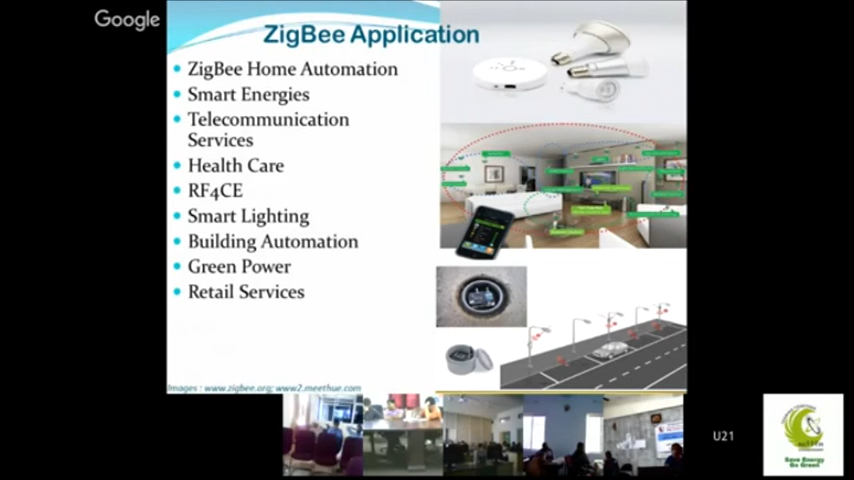 Google
ZigBee Application
ZigBee Home Automation
Smart Energies
Telecommunication
Services
Health Care
RF4CE
Smart Lighting
Building Automation
Green Power
Retail Services
Images : www.zigbee.org; www2.meethue.com
U21
Save Energy
Go Green